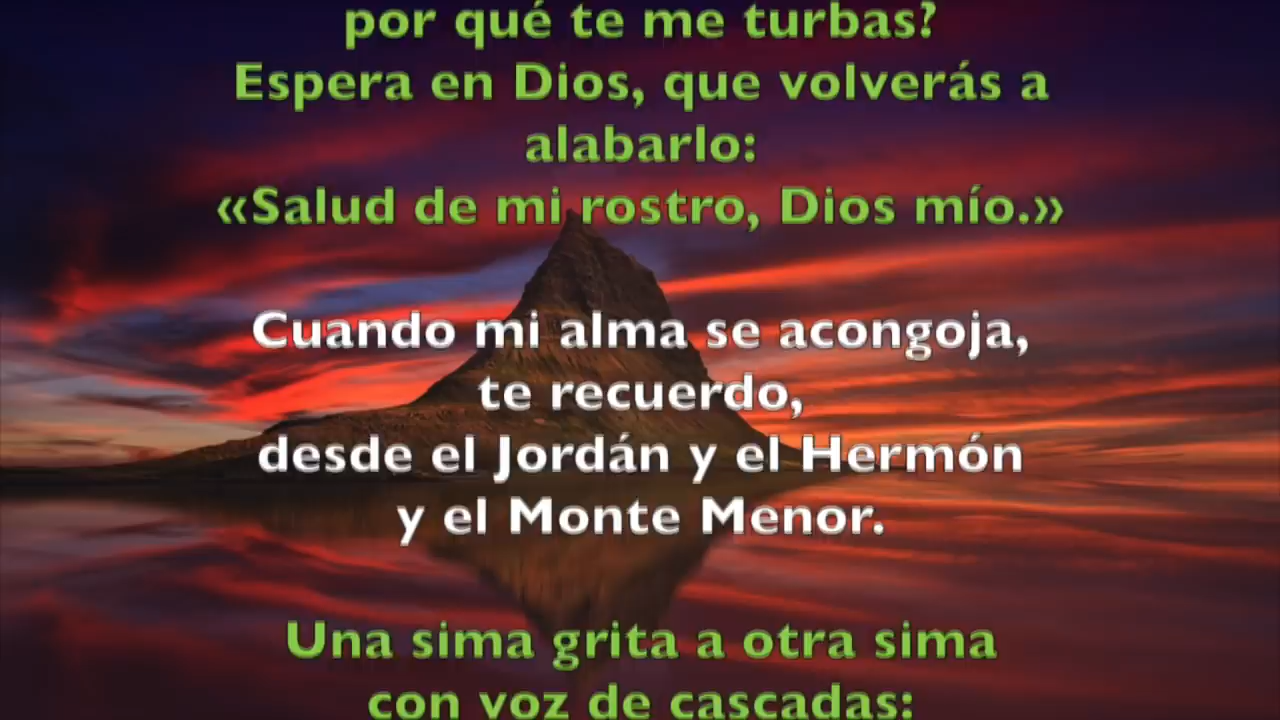 por qué te me turbas?
Espera en Dios, que volverás a
alabarlo:
«Salud de mi rostro, Dios mío.»
Cuando mi alma se acongoja,
te recuerdo,
desde el Jordán y el Hermón
y el Monte Menor.
Una sima grita a otra sima
con voz de cascadas: